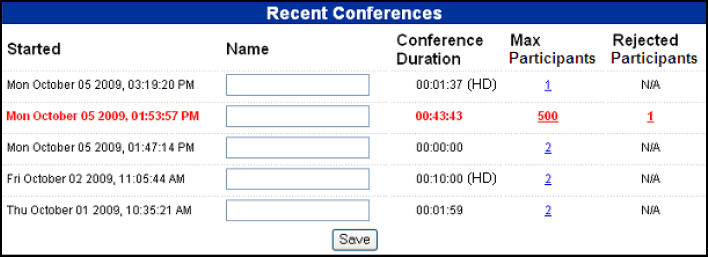 Recent Conferences
Started Name Conference Duration Max Participants Rejected Participants
Mon October 05 2009, 03:19:20 PM 00:01:37 (HD) 1 N/A
Mon October 05 2009, 01:53:57 PM 00:43:43 500 1
Mon October 05 2009, 01:47:14 PM 00:00:00 2 N/A
Fri October 02 2009, 11:05:44 AM 00:10:00 (HD) 2 N/A
Thu October 01 2009, 10:35:21 AM 00:01:59 2 N/A
Save